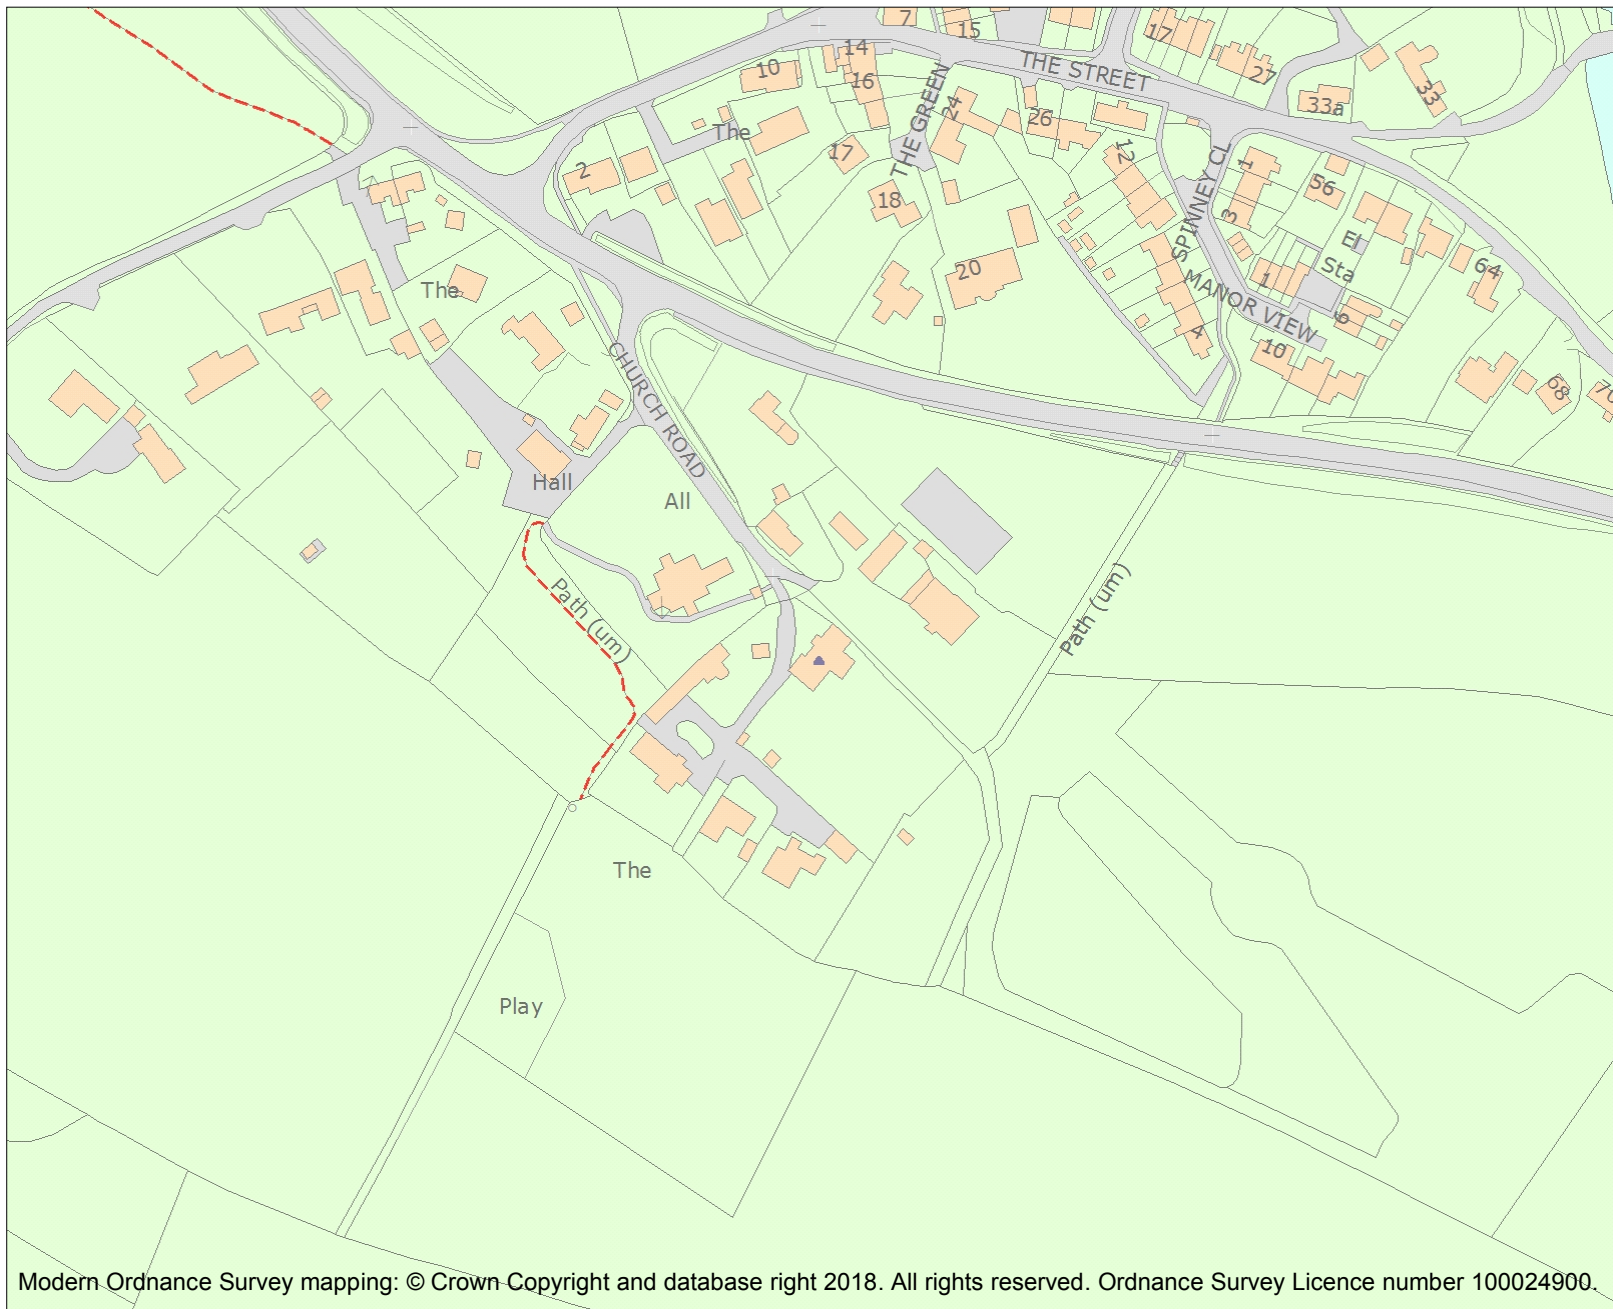 7
15
17
14
THE STREET
10
16
27
33
33a
THE GREEN
24
26
The
12
17
SPINNEY CL
1
2
18
56
3
El
Sta
20
64
1
MANOR VIEW
The
6
4
10
CHURCH ROAD
68
70
Hall
All
Path (um)
Path (um)
The
Play
Modern Ordnance Survey mapping: © Crown Copyright and database right 2018. All rights reserved. Ordnance Survey Licence number 100024900.